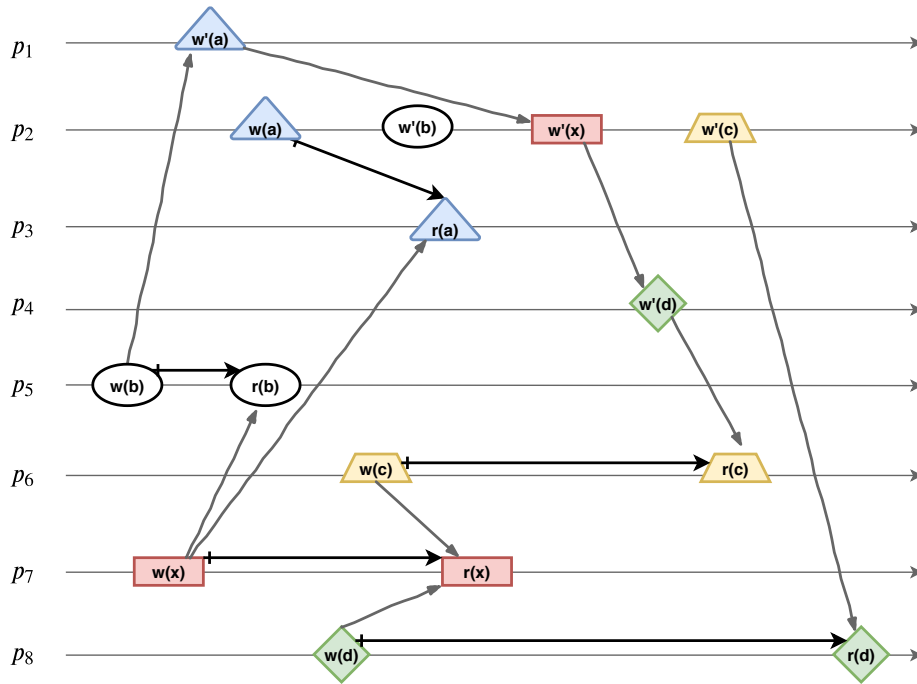 p1 w'(a)
p2 w(a) w'(b) w'(x) w'(c)
p3 r(a)
p4 w'(d)
p5 w(b) r(b)
p6 w(c) r(c)
p7 w(x) r(x)
p8 w(d) r(d)